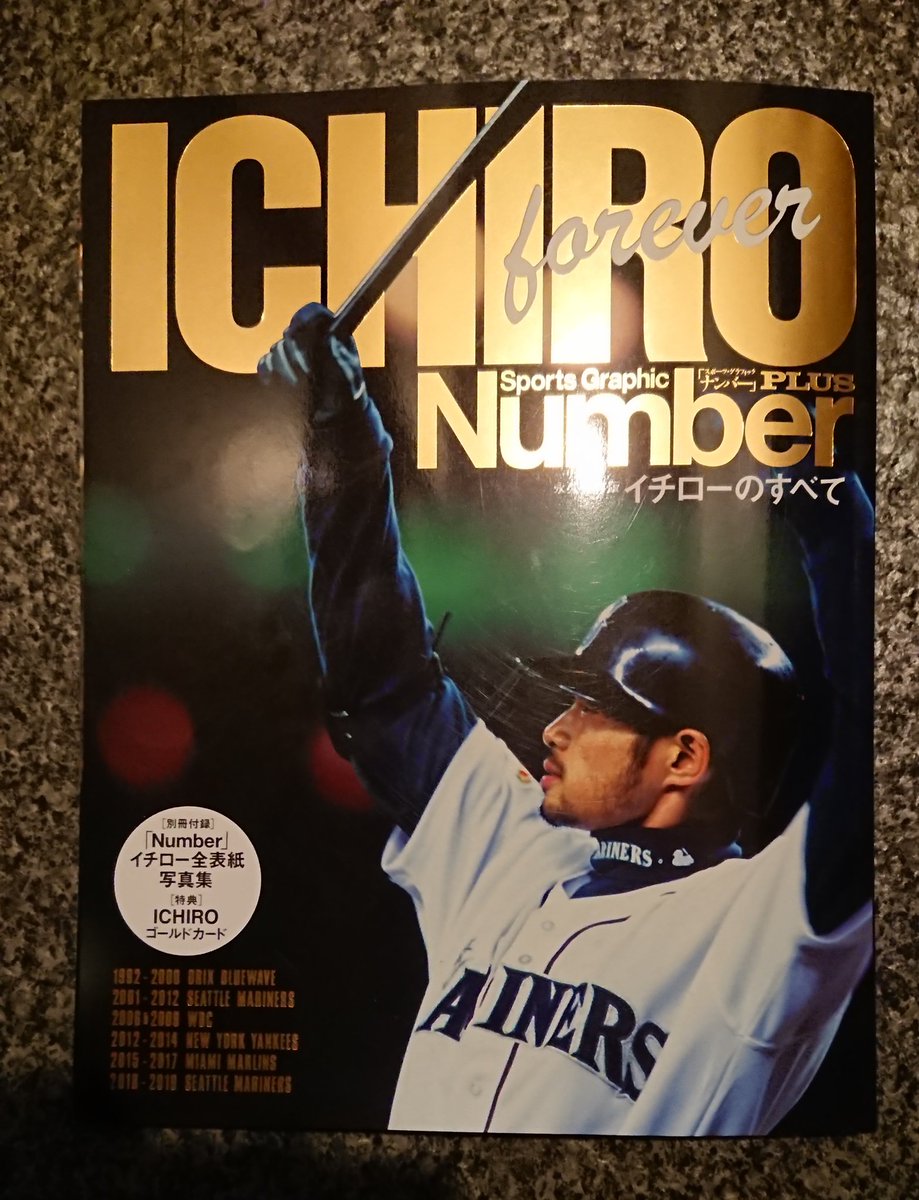 ICHIRO
forever
Sports Graphic
Number
「スポーツ・グラフィック
ナンバー」PLUS
イチローのすべて
[別冊付録]
「Number」
イチロー全表紙
写真集
[特典]
ICHIRO
ゴールドカード
ARINERS
AINERS
1992-2000 ORIX BLUEWAVE
2001-2012 SEATTLE MARINERS
2006&2009 WBC
2012-2014 NEW YORK YANKEES
2015-2017 MIAMI MARLINS
2018-2019 SEATTLE MARINERS